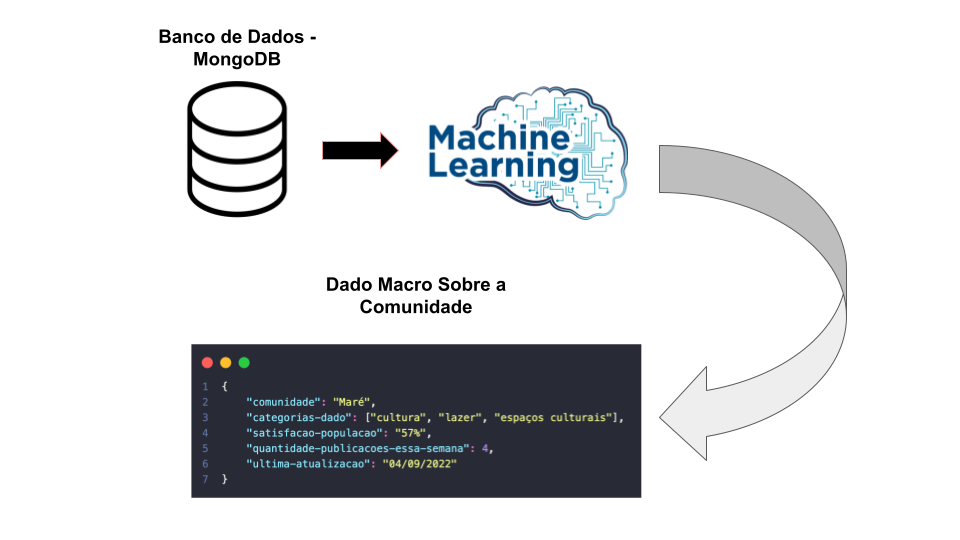 Banco de Dados -
MongoDB
Machine
Learning
Dado Macro Sobre a
Comunidade
1 {
2 "comunidade": "Maré",
3 "categorias-dado": ["cultura", "lazer", "espaços culturais"],
4 "satisfacao-populacao": "57%",
5 "quantidade-publicacoes-essa-semana": 4,
6 "ultima-atualizacao": "04/09/2022"
7 }